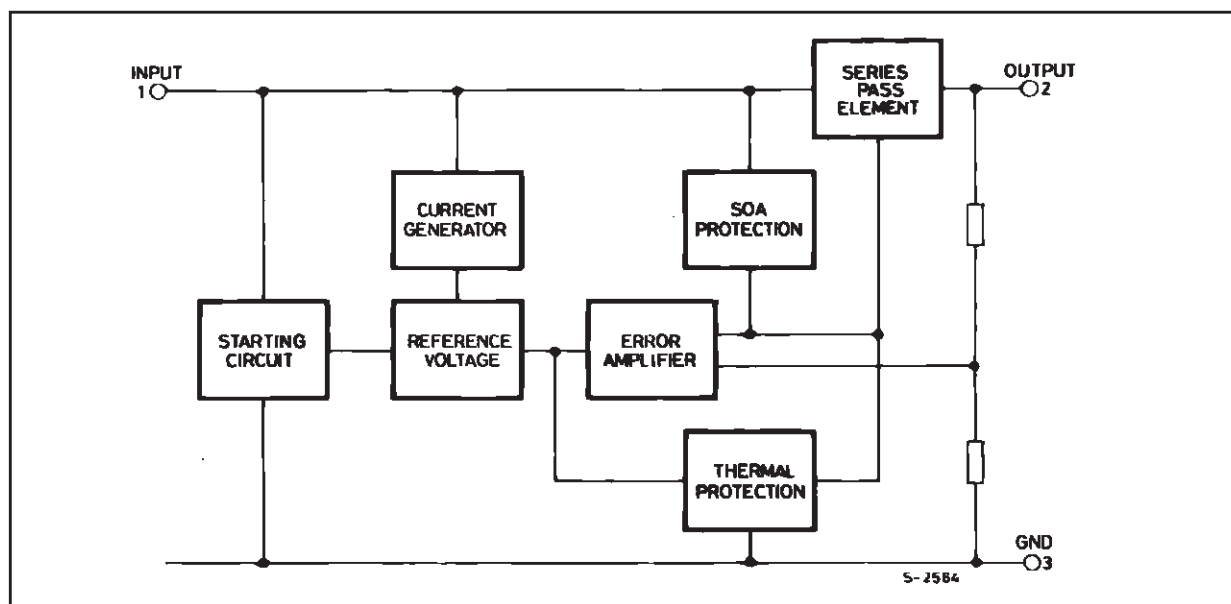 INPUT
1
SERIES
PASS
ELEMENT
OUTPUT
2
CURRENT
GENERATOR
SOA
PROTECTION
STARTING
CIRCUIT
REFERENCE
VOLTAGE
ERROR
AMPLIFIER
THERMAL
PROTECTION
GND
3
S-2564